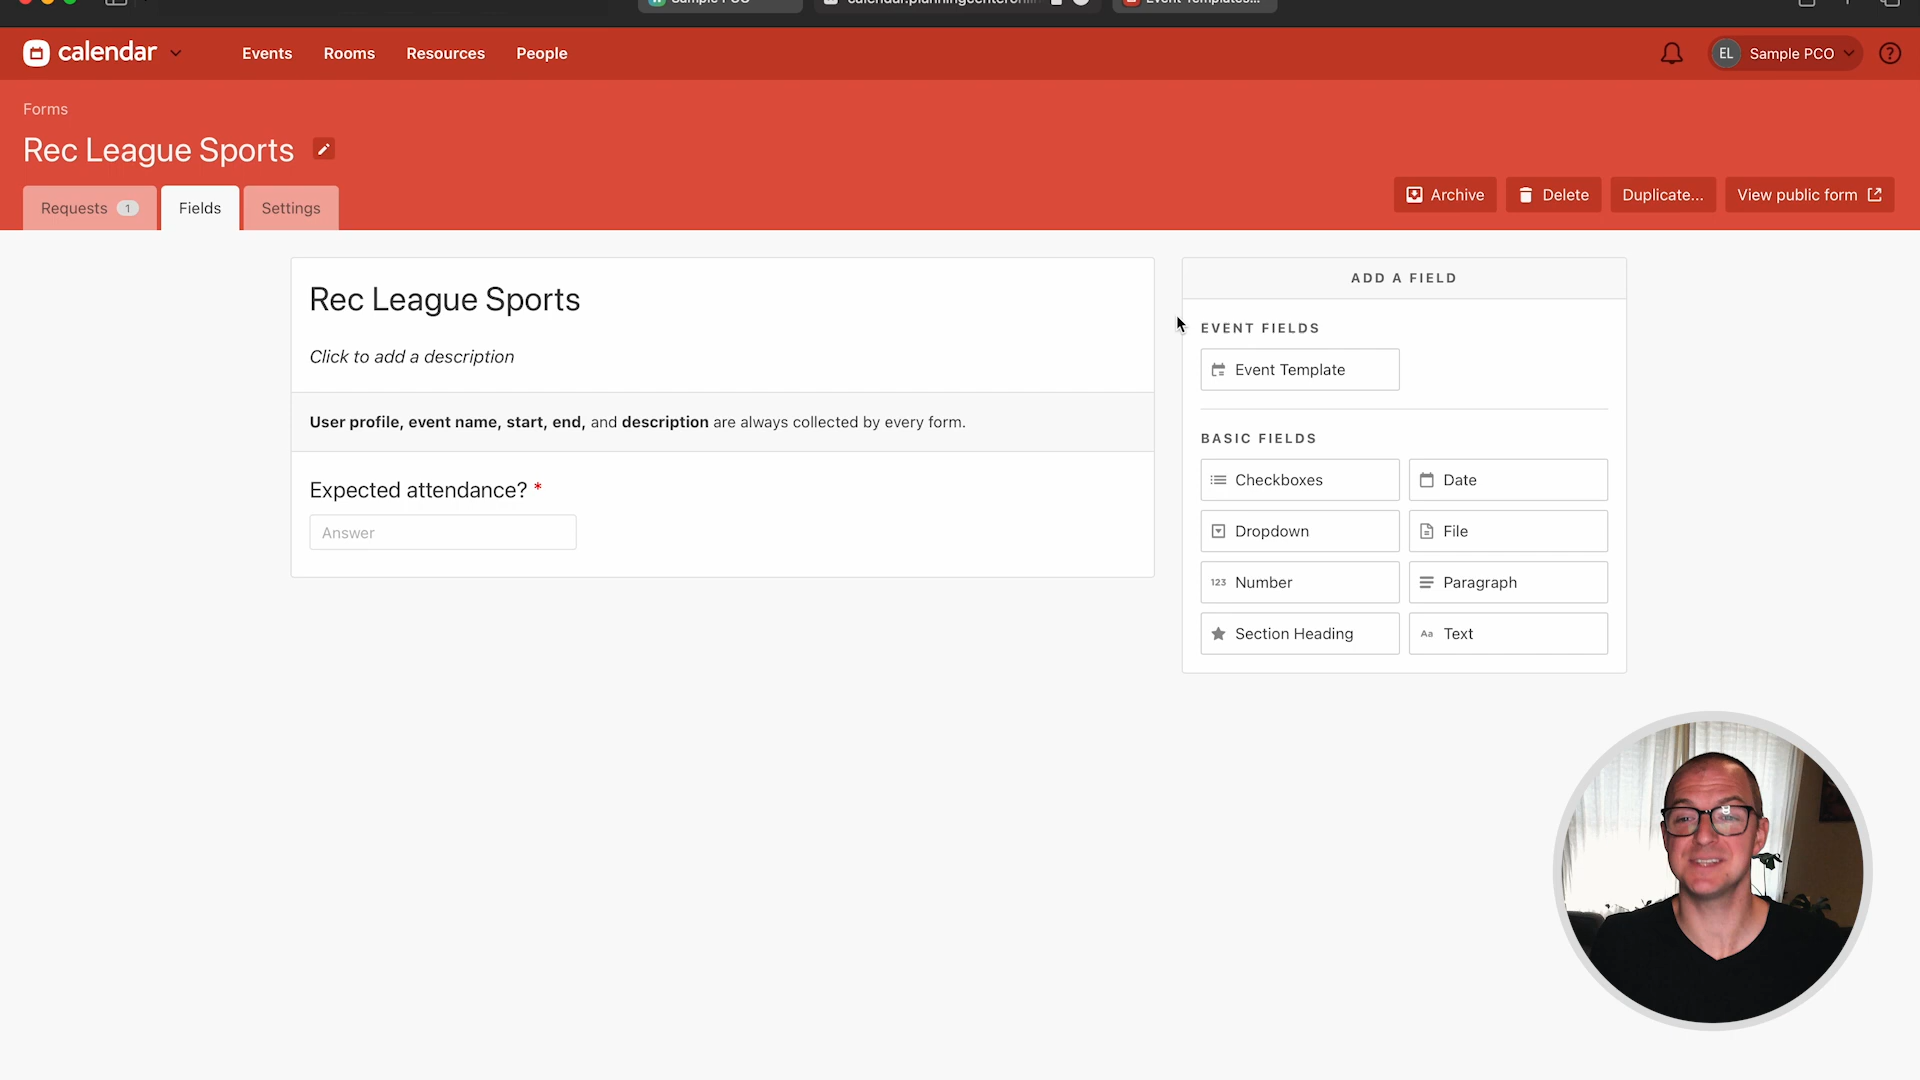 calendar
Events
Rooms
Resources
People
EL
Sample PCO
Forms
Rec League Sports
Requests 1
Fields
Settings
Archive
Delete
Duplicate...
View public form
Rec League Sports
Click to add a description
User profile, event name, start, end, and description are always collected by every form.
Expected attendance? *
Answer
ADD A FIELD
EVENT FIELDS
Event Template
BASIC FIELDS
Checkboxes
Date
Dropdown
File
123 Number
Paragraph
Section Heading
Aa Text